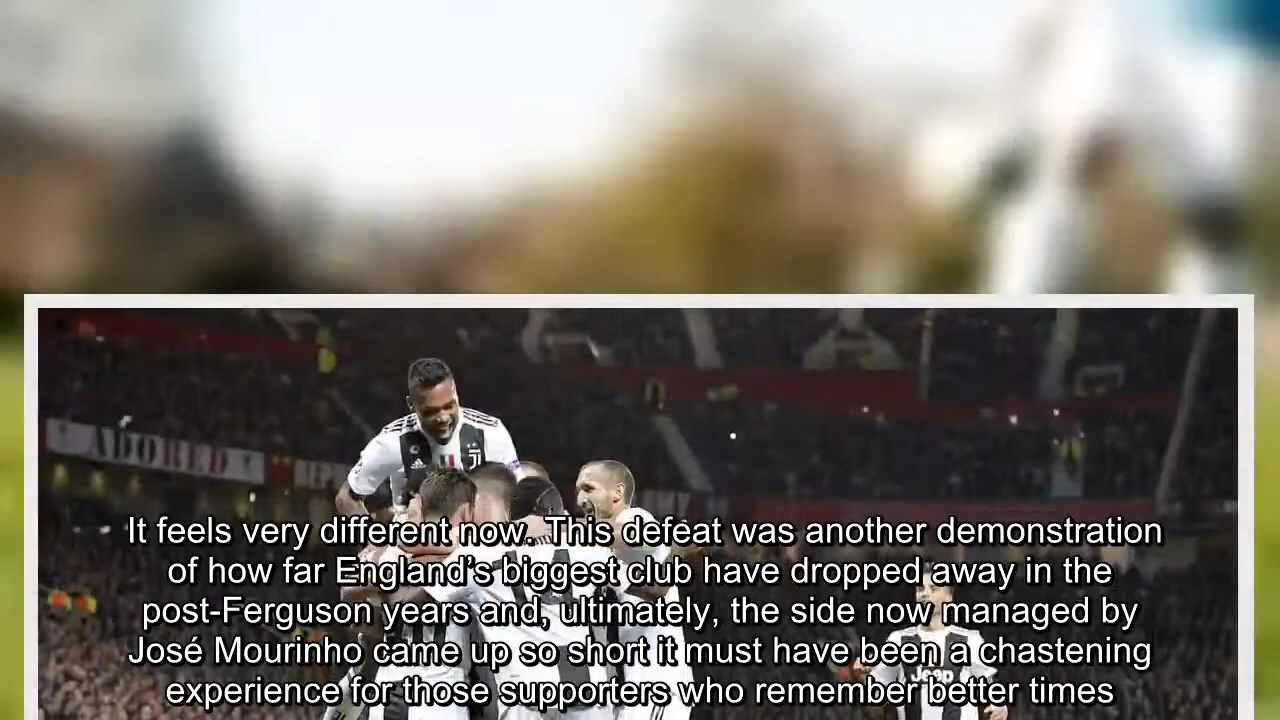 ADORED
It feels very different now. This defeat was another demonstration
of how far England's biggest club have dropped away in the
post-Ferguson years and, ultimately, the side now managed by
José Mourinho came up so short it must have been a chastening
experience for those supporters who remember better times
Jeep